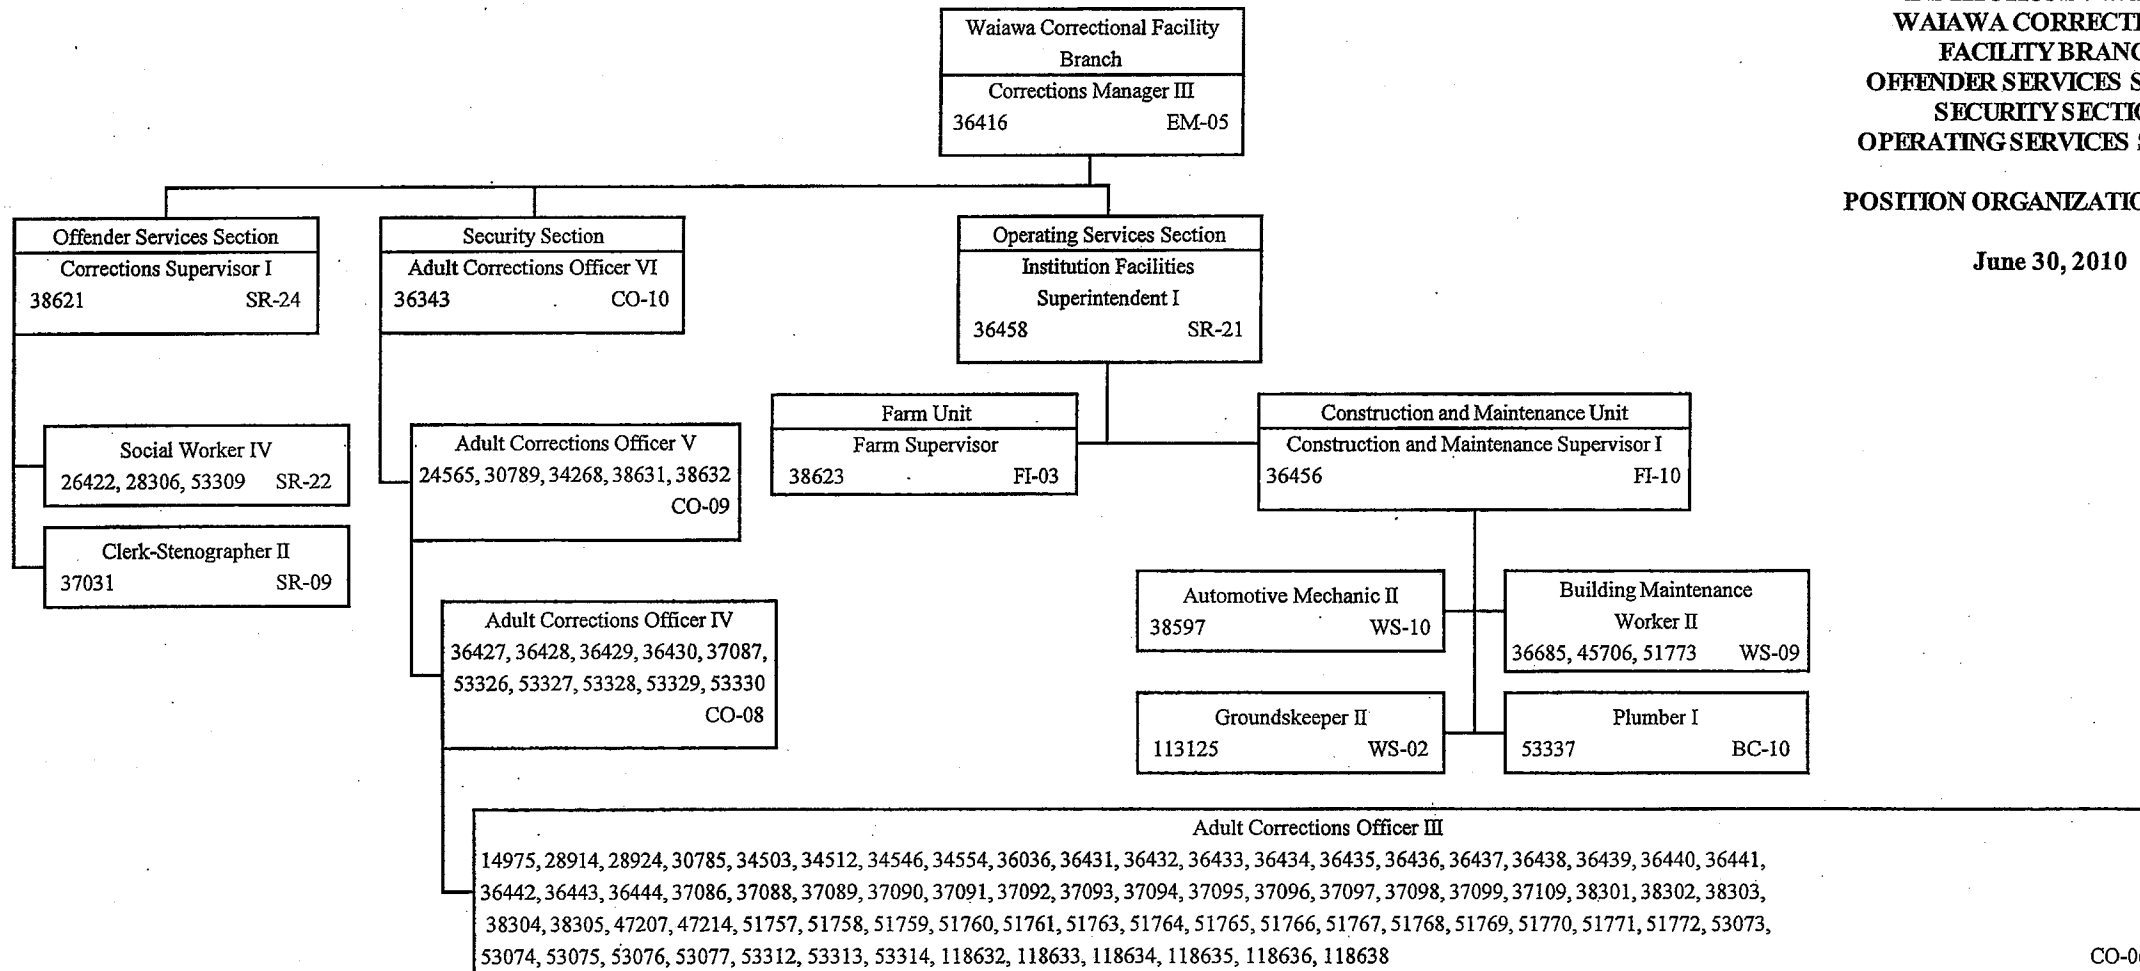 WAIAWA
FACILITY
OFFENDER SERVICES
SECURITY
OPERATING SERVICES
POSITION
June 30, 2010
Waiawa Correctional Facility
Branch
Corrections Manager III
36416 EM-05
Offender Services Section
Corrections Supervisor I
38621 SR-24
Security Section
Adult Corrections Officer VI
36343 CO-10
Operating Services Section
Institution Facilities
Superintendent I
36458 SR-21
Social Worker IV
26422, 28306, 53309 SR-22
Clerk-Stenographer II
37031 SR-09
Adult Corrections Officer V
24565, 30789, 34268, 38631, 38632
CO-09
Adult Corrections Officer IV
36427, 36428, 36429, 36430, 37087,
53326, 53327, 53328, 53329, 53330
CO-08
Farm Unit
Farm Supervisor
38623 FI-03
Construction and Maintenance Unit
Construction and Maintenance Supervisor I
36456 FI-10
Automotive Mechanic II
38597 WS-10
Building Maintenance
Worker II
36685, 45706, 51773 WS-09
Groundskeeper II
113125 WS-02
Plumber I
53337 BC-10
Adult Corrections Officer III
14975, 28914, 28924, 30785, 34503, 34512, 34546, 34554, 36036, 36431, 36432, 36433, 36434, 36435, 36436, 36437, 36438, 36439, 36440, 36441,
36442, 36443, 36444, 37086, 37088, 37089, 37090, 37091, 37092, 37093, 37094, 37095, 37096, 37097, 37098, 37099, 37109, 38301, 38302, 38303,
38304, 38305, 47207, 47214, 51757, 51758, 51759, 51760, 51761, 51763, 51764, 51765, 51766, 51767, 51768, 51769, 51770, 51771, 51772, 53073,
53074, 53075, 53076, 53077, 53312, 53313, 53314, 118632, 118633, 118634, 118635, 118636, 118638